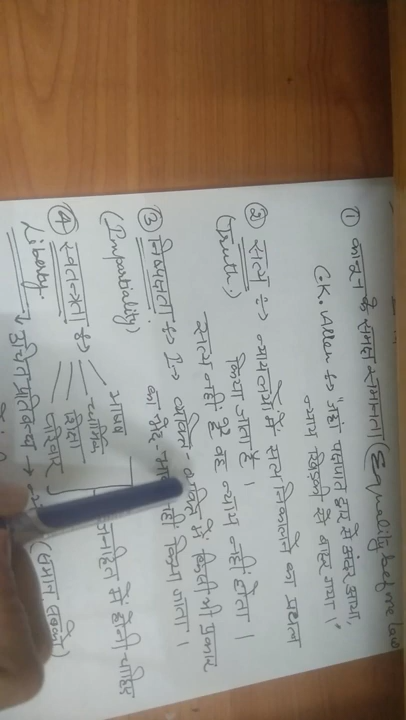 ① कानून के समक्ष समानता (Equality before law
C.K. Allen ⇒ "जहां पक्षपात द्वार से अंदर आया,
न्याय खिड़की से बाहर गया।"
② सत्य ⇒ न्यायालयों में सत्य निकालने का प्रयत्न
(Truth) किया जाता है।
सत्य नहीं है वह न्याय नहीं होता।
③ निष्पक्षता ⇒ व्यक्ति - व्यक्ति में किसी भी प्रकार
(Impartiality) का भेद- नहीं किया जाता।
④ स्वतन्त्रता ⇒ भाषण
Liberty. धार्मिक
शिक्षा
जनहित में होनी चाहिए
उचित प्रतिबन्ध → (समान